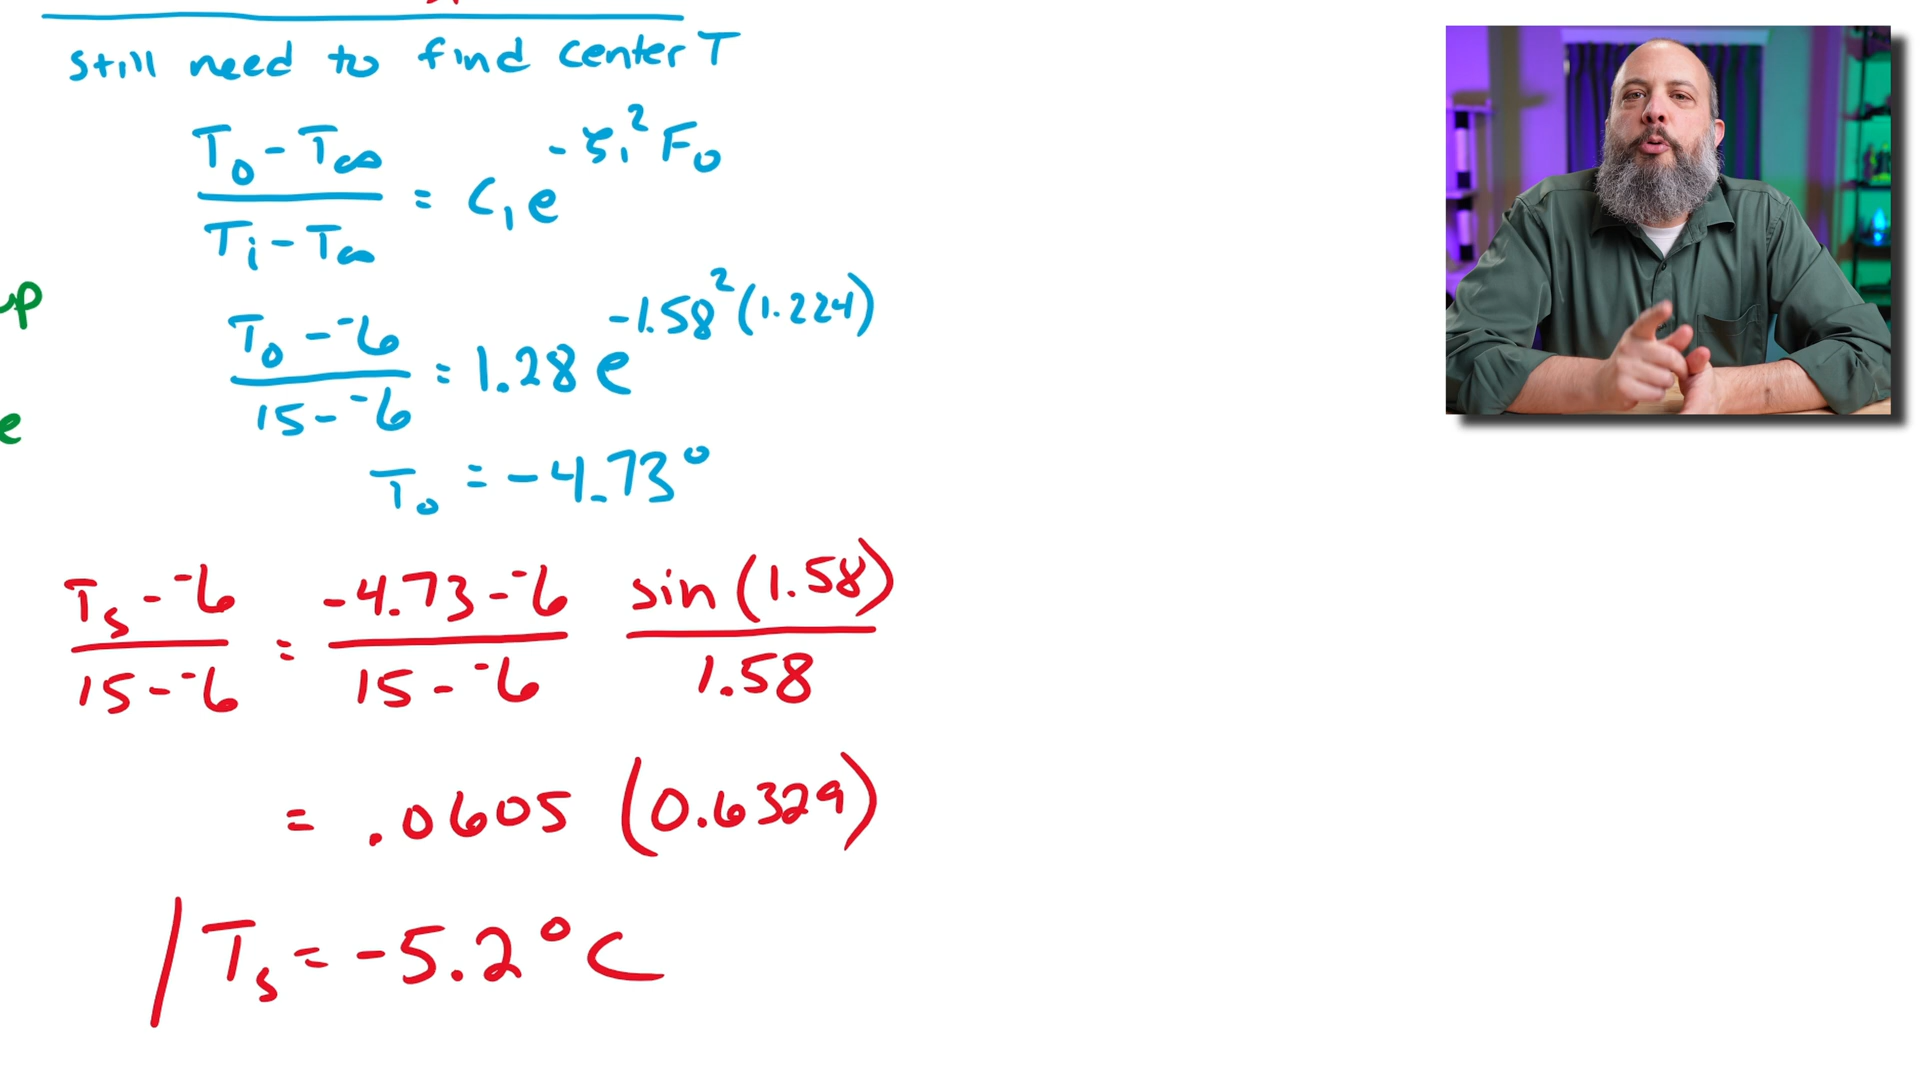 still need to find center T
T₀ - T∞ / Ti - T∞ = C₁ e^-ζ₁² Fo
up
T₀ - -6 / 15 - -6 = 1.28 e^-1.58² (1.224)
e
T₀ = -4.73°
Ts - -6 / 15 - -6 = -4.73 - -6 / 15 - -6 sin (1.58) / 1.58
= .0605 (0.6329)
Ts = -5.2°C